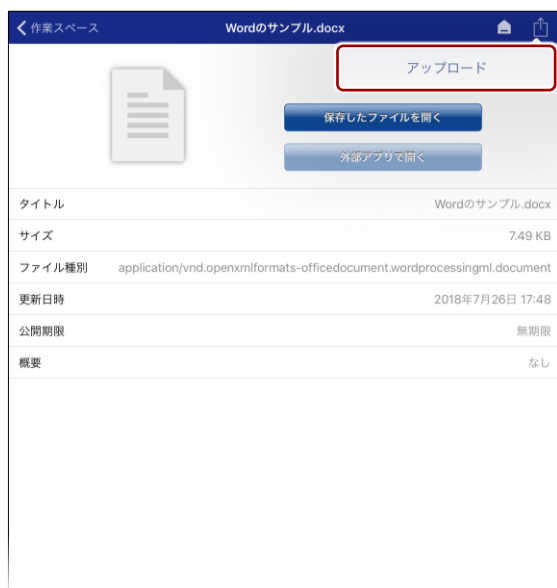 作業スペース Wordのサンプル.docx
アップロード
保存したファイルを開く
外部アプリで開く
タイトル Wordのサンプル.docx
サイズ 7.49 KB
ファイル種別 application/vnd.openxmlformats-officedocument.wordprocessingml.document
更新日時 2018年7月26日 17:48
公開期限 無期限
概要 なし